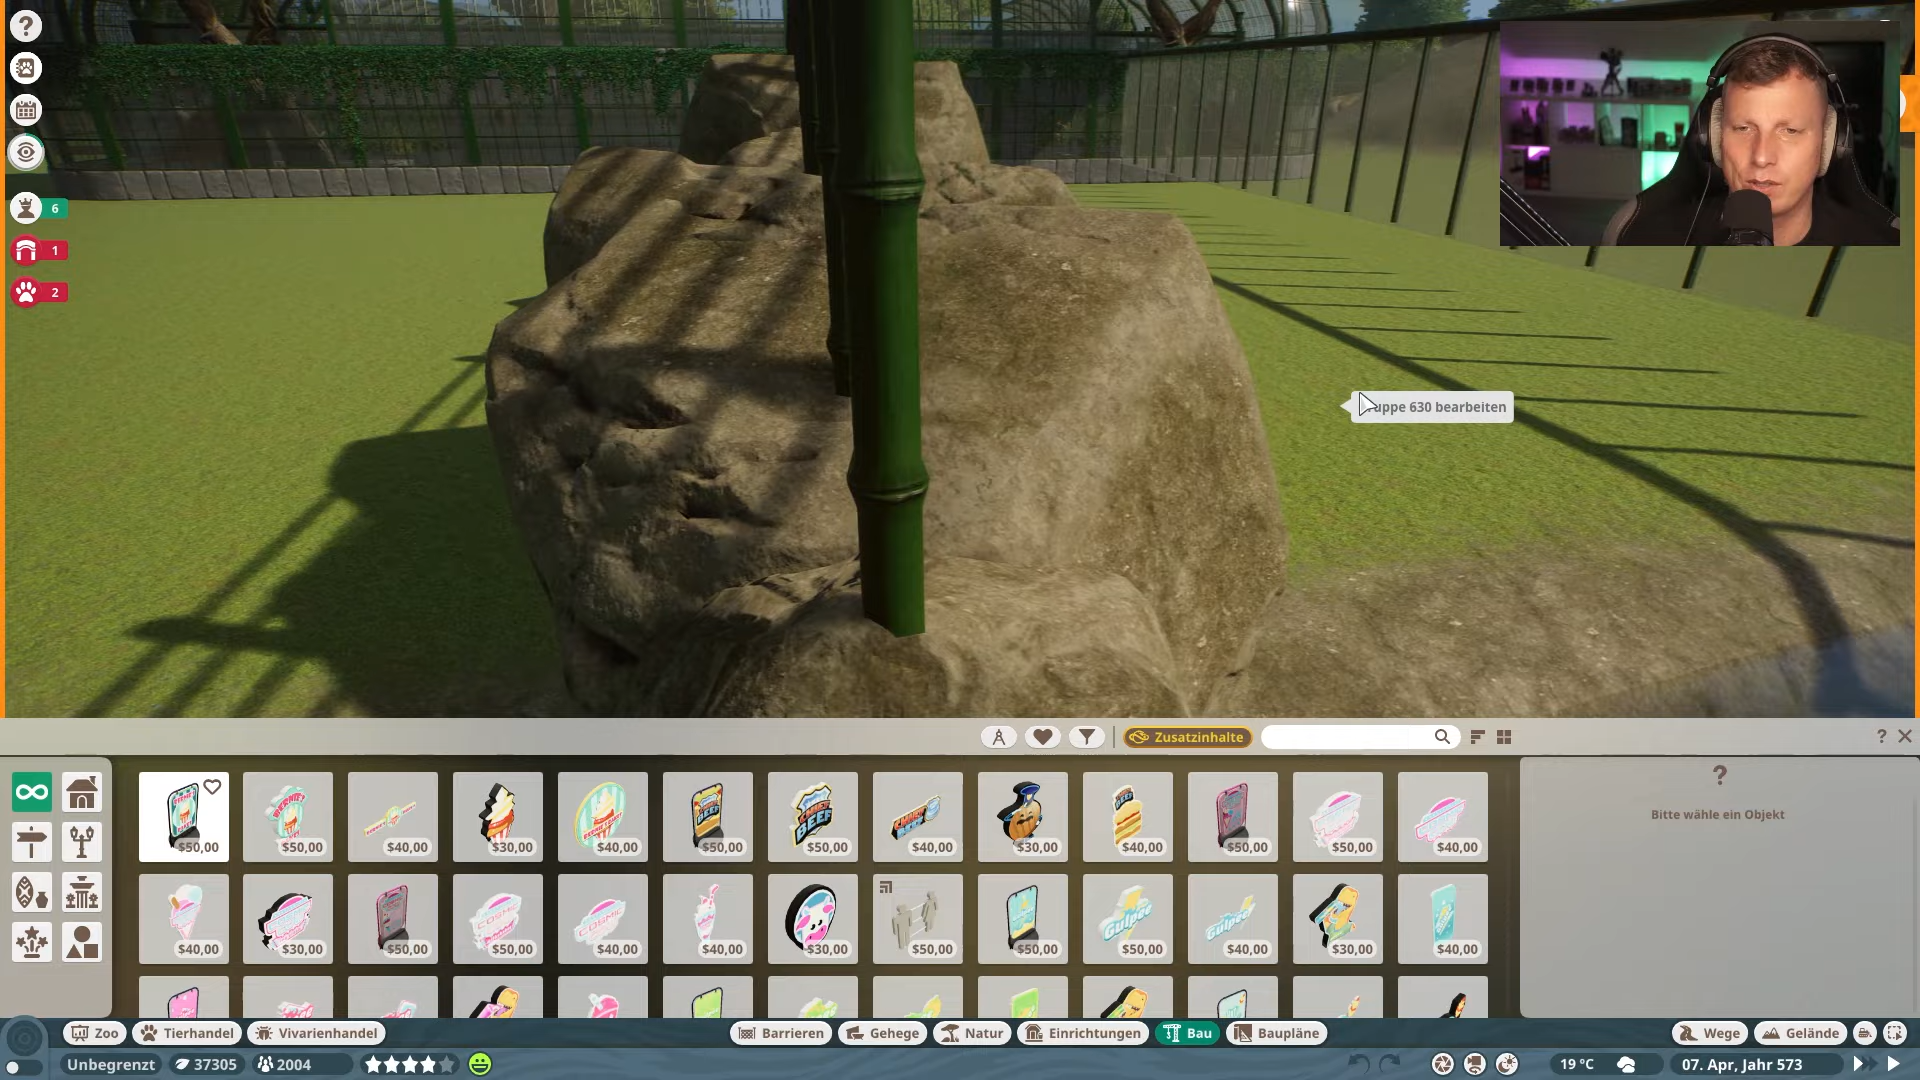 ?
6
1
2
uppe 630 bearbeiten
Zusatzinhalte
?
?
Bitte wähle ein Objekt
$50,00 $50,00 $40,00 $30,00 $40,00 $50,00 $50,00 $40,00 $30,00 $40,00 $50,00 $50,00 $40,00
$40,00 $30,00 $50,00 $50,00 $40,00 $40,00 $30,00 $50,00 $50,00 $50,00 $40,00 $30,00 $40,00
Zoo Tierhandel Vivarienhandel Barrieren Gehege Natur Einrichtungen Bau Baupläne Wege Gelände
Unbegrenzt 37305 2004 19 °C 07. Apr, Jahr 573